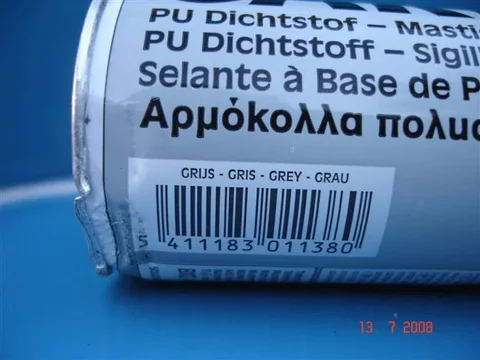 PU Dichtstof – Mastic
PU Dichtstoff – Sigill
Selante à Base de P
Αρμόκολλα πολυ
GRIJS - GRIS - GREY - GRAU
5 411183 011380
13 7 2008